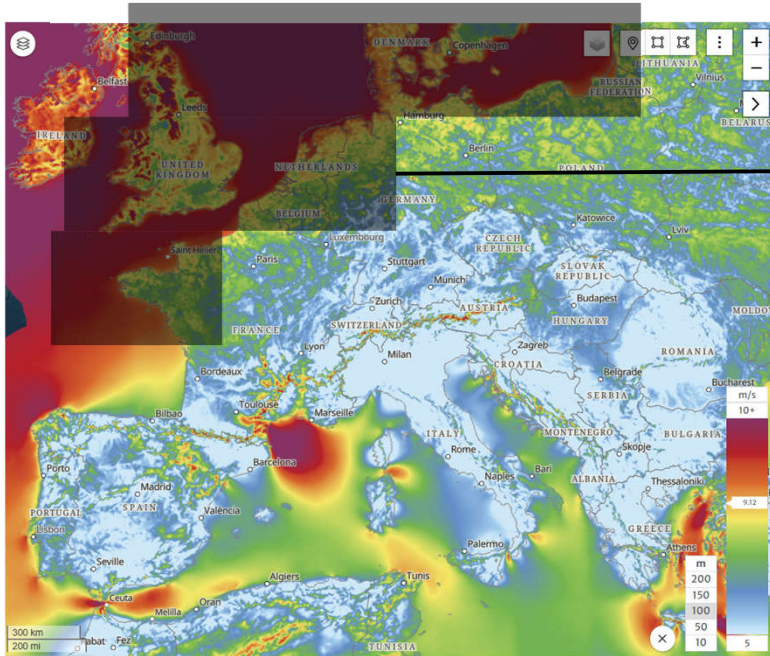 Edinburgh
DENMARK
Copenhagen
LITHUANIA
Vilnius
RUSSIAN
FEDERATION
Belfast
Leeds
Hamburg
BELARUS
IRELAND
Berlin
UNITED
KINGDOM
NETHERLANDS
POLAND
GERMANY
BELGIUM
Katowice
Lviv
Luxembourg
CZECH
REPUBLIC
Saint Helier
Paris
Stuttgart
SLOVAK
REPUBLIC
Munich
Zurich
AUSTRIA
Budapest
MOLDO
FRANCE
SWITZERLAND
HUNGARY
Lyon
Milan
Zagreb
ROMANIA
CROATIA
Bordeaux
Belgrade
Bucharest
SERBIA
m/s
10+
Toulouse
Bilbao
Marseille
ITALY
MONTENEGRO
BULGARIA
Rome
Skopje
Barcelona
Porto
Bari
Madrid
Naples
ALBANIA
Thessaloniki
9.12
PORTUGAL
SPAIN
Valencia
Lisbon
GREECE
Palermo
Athens
Seville
m
Algiers
Tunis
200
Ceuta
150
Oran
100
Melilla
50
300 km
200 mi
10
5
Rabat
Fez
TUNISIA